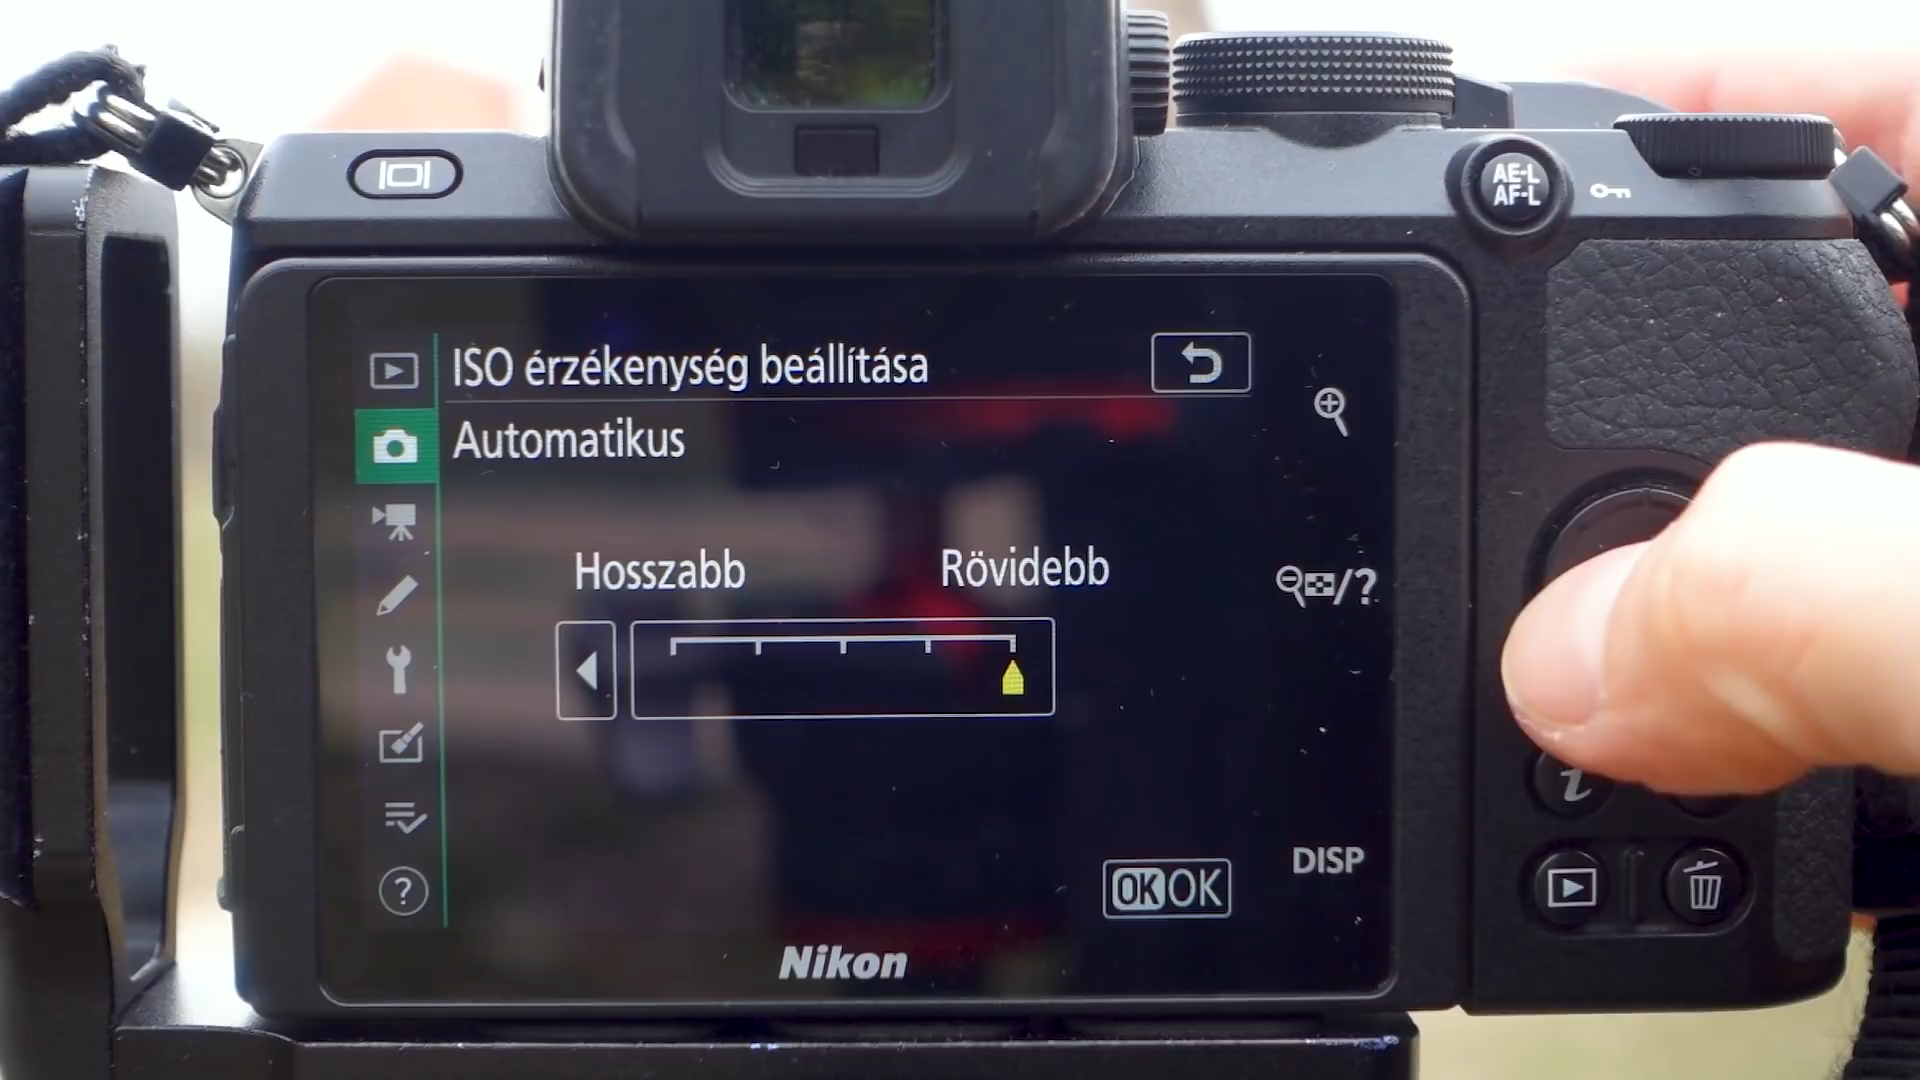 AE-L
AF-L
ISO érzékenység beállítása
Automatikus
Hosszabb
Rövidebb
/?
?
DISP
OK OK
i
Nikon